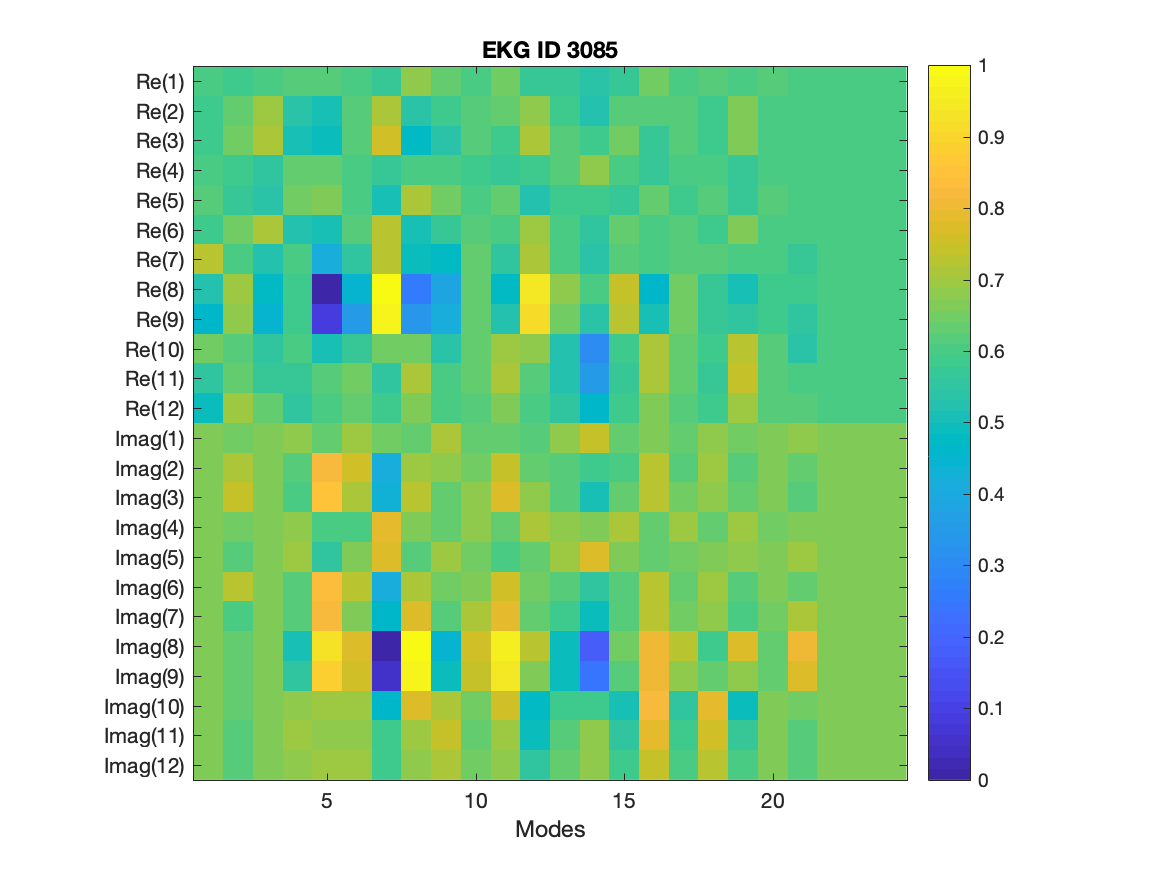 EKG ID 3085
Re(1)
Re(2)
Re(3)
Re(4)
Re(5)
Re(6)
Re(7)
Re(8)
Re(9)
Re(10)
Re(11)
Re(12)
Imag(1)
Imag(2)
Imag(3)
Imag(4)
Imag(5)
Imag(6)
Imag(7)
Imag(8)
Imag(9)
Imag(10)
Imag(11)
Imag(12)
5 10 15 20
Modes
1
0.9
0.8
0.7
0.6
0.5
0.4
0.3
0.2
0.1
0